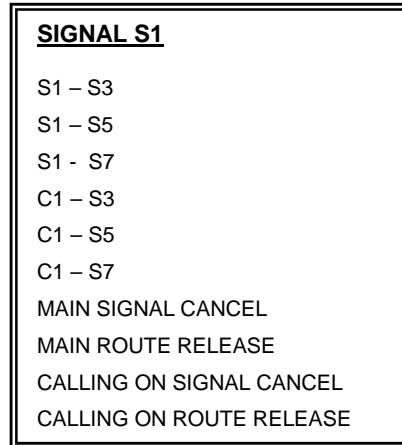 SIGNAL S1
S1 – S3
S1 – S5
S1 - S7
C1 – S3
C1 – S5
C1 – S7
MAIN SIGNAL CANCEL
MAIN ROUTE RELEASE
CALLING ON SIGNAL CANCEL
CALLING ON ROUTE RELEASE